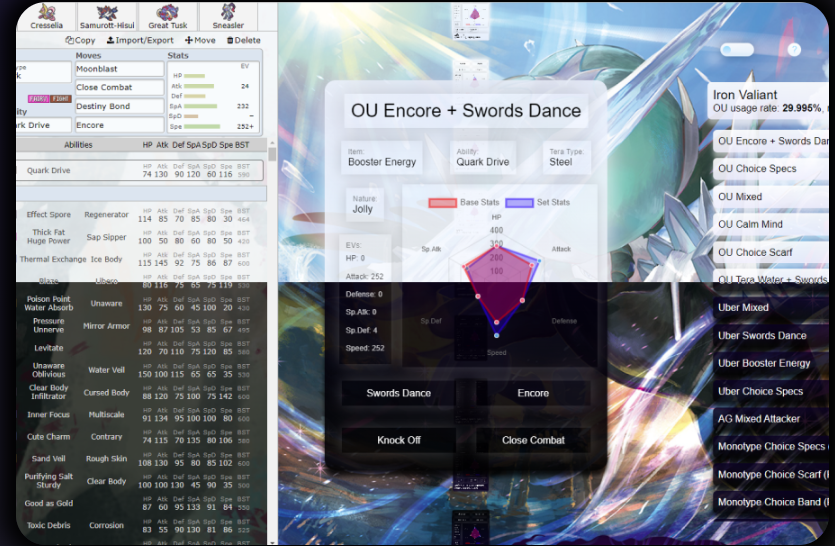 Cresselia Samurott-Hisui Great Tusk Sneasler
Copy Import/Export Move Delete
Moves Stats
Moonblast EV
HP
Close Combat Atk 24
Def
Destiny Bond SpA 232
FAIRY FIGHT SpD –
Encore Spe 252+
rk Drive
Abilities HP Atk Def SpA SpD Spe BST
Quark Drive HP Atk Def SpA SpD Spe BST
74 130 90 120 60 116 590
Effect Spore Regenerator HP Atk Def SpA SpD Spe BST
114 85 70 85 80 30 464
Thick Fat HP Atk Def SpA SpD Spe BST
Huge Power Sap Sipper 100 50 80 60 80 50 420
Thermal Exchange Ice Body HP Atk Def SpA SpD Spe BST
115 145 92 75 86 87 600
Blaze Libero
80 116 75 65 75 119 530
Poison Point Unaware HP Atk Def SpA SpD Spe BST
Water Absorb 130 75 60 45 100 20 430
Pressure Mirror Armor HP Atk Def SpA SpD Spe BST
Unnerve 98 87 105 53 85 67 495
Levitate HP Atk Def SpA SpD Spe BST
120 70 110 75 120 85 580
Unaware Water Veil HP Atk Def SpA SpD Spe BST
Oblivious 150 100 115 65 65 35 530
Clear Body Cursed Body HP Atk Def SpA SpD Spe BST
Infiltrator 88 120 75 100 75 142 600
Inner Focus Multiscale HP Atk Def SpA SpD Spe BST
91 134 95 100 100 80 600
Cute Charm Contrary HP Atk Def SpA SpD Spe BST
74 115 70 135 80 106 580
Sand Veil Rough Skin HP Atk Def SpA SpD Spe BST
108 130 95 80 85 102 600
Purifying Salt Clear Body HP Atk Def SpA SpD Spe BST
Sturdy 100 100 130 45 90 35 500
Good as Gold HP Atk Def SpA SpD Spe BST
87 60 95 133 91 84 550
Toxic Debris Corrosion HP Atk Def SpA SpD Spe BST
83 55 90 130 81 86 525
OU Encore + Swords Dance
Item: Ability: Tera Type:
Booster Energy Quark Drive Steel
Nature:
Jolly
Base Stats Set Stats
HP
400
300
200
100
Sp Atk Attack
Sp Def Defense
Speed
EVs:
HP: 0
Attack: 252
Defense: 0
Sp.Atk: 0
Sp.Def: 4
Speed: 252
Swords Dance Encore
Knock Off Close Combat
?
Iron Valiant
OU usage rate: 29.995%,
OU Encore + Swords Dan
OU Choice Specs
OU Mixed
OU Calm Mind
OU Choice Scarf
OU Tera Water + Swords
Uber Mixed
Uber Swords Dance
Uber Booster Energy
Uber Choice Specs
AG Mixed Attacker
Monotype Choice Specs
Monotype Choice Scarf (
Monotype Choice Band (